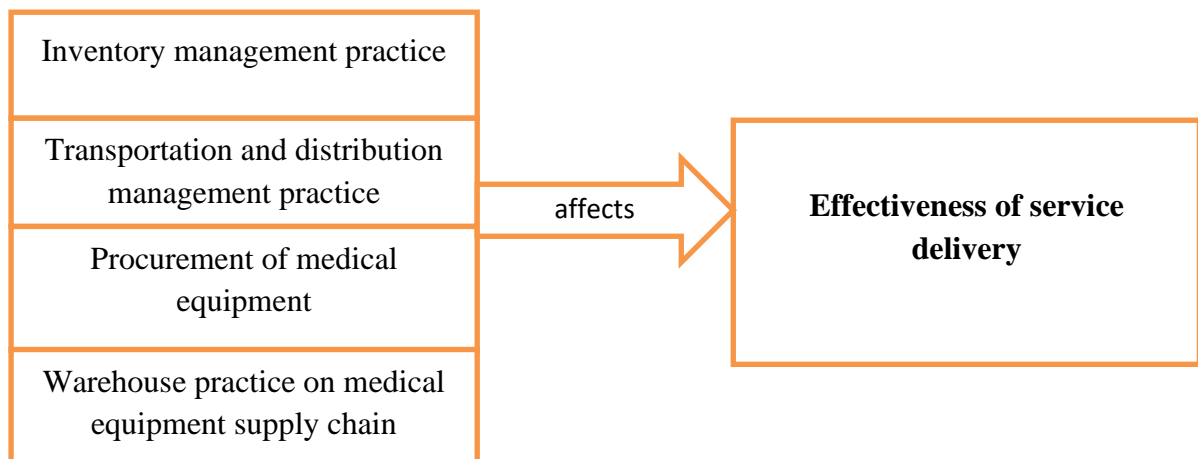 Inventory management practice
Transportation and distribution
management practice
Procurement of medical
equipment
Warehouse practice on medical
equipment supply chain
affects
Effectiveness of service
delivery